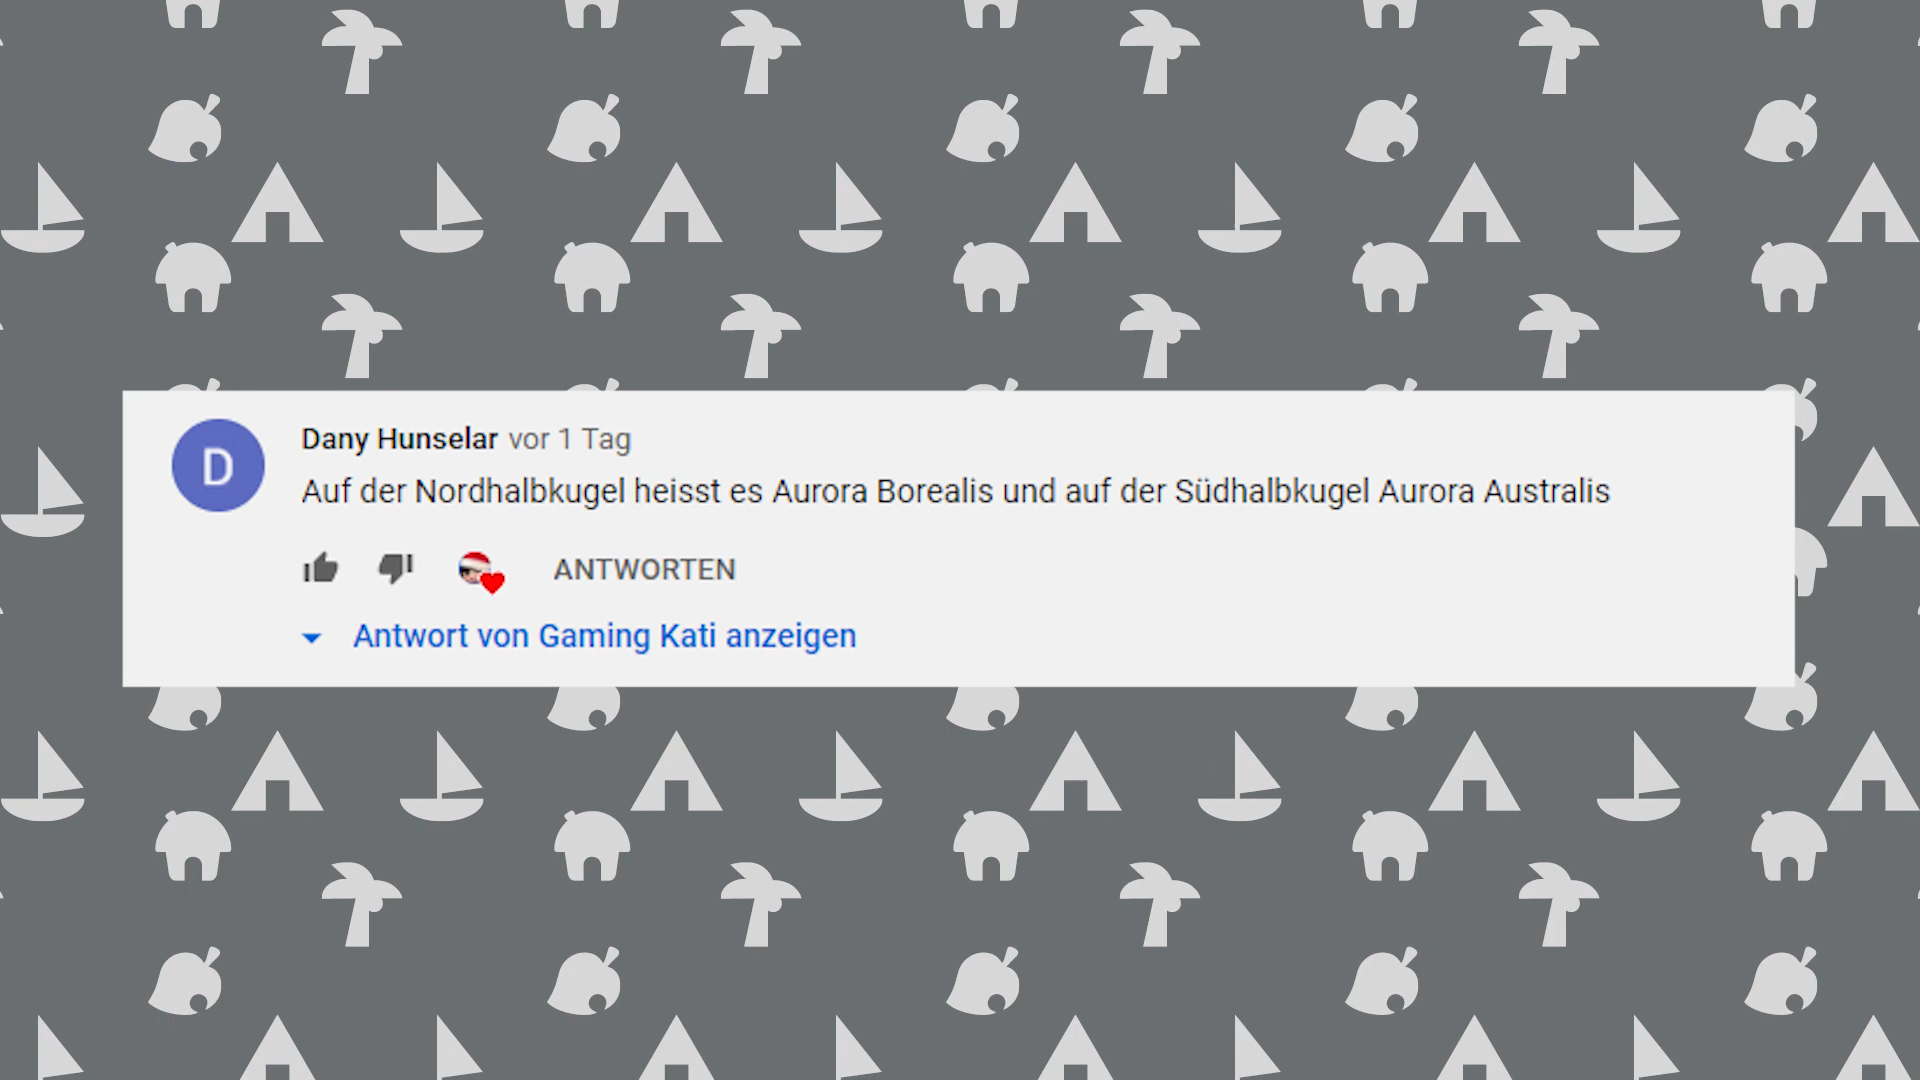 D
Dany Hunselar vor 1 Tag
Auf der Nordhalbkugel heisst es Aurora Borealis und auf der Südhalbkugel Aurora Australis
ANTWORTEN
Antwort von Gaming Kati anzeigen